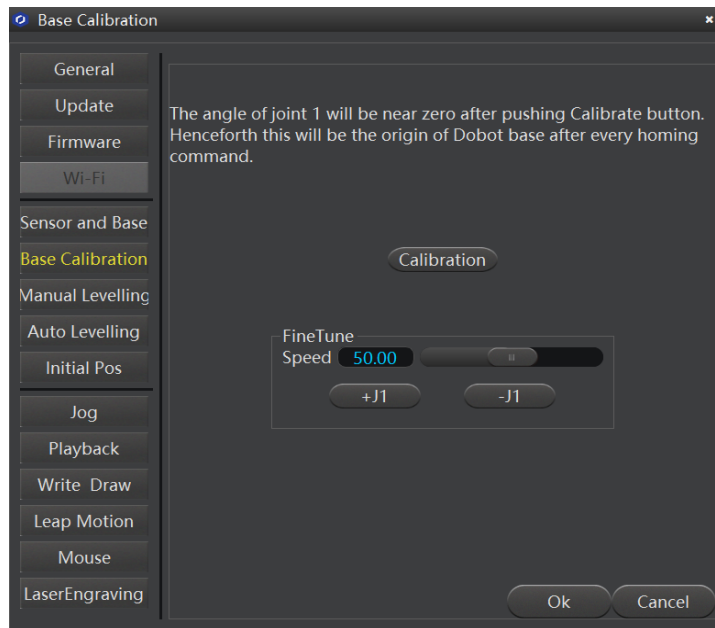 Base Calibration
General
Update
Firmware
Wi-Fi
Sensor and Base
Base Calibration
Manual Levelling
Auto Levelling
Initial Pos
Jog
Playback
Write Draw
Leap Motion
Mouse
LaserEngraving
The angle of joint 1 will be near zero after pushing Calibrate button.
Henceforth this will be the origin of Dobot base after every homing
command.
Calibration
FineTune
Speed 50.00
+J1 -J1
Ok Cancel